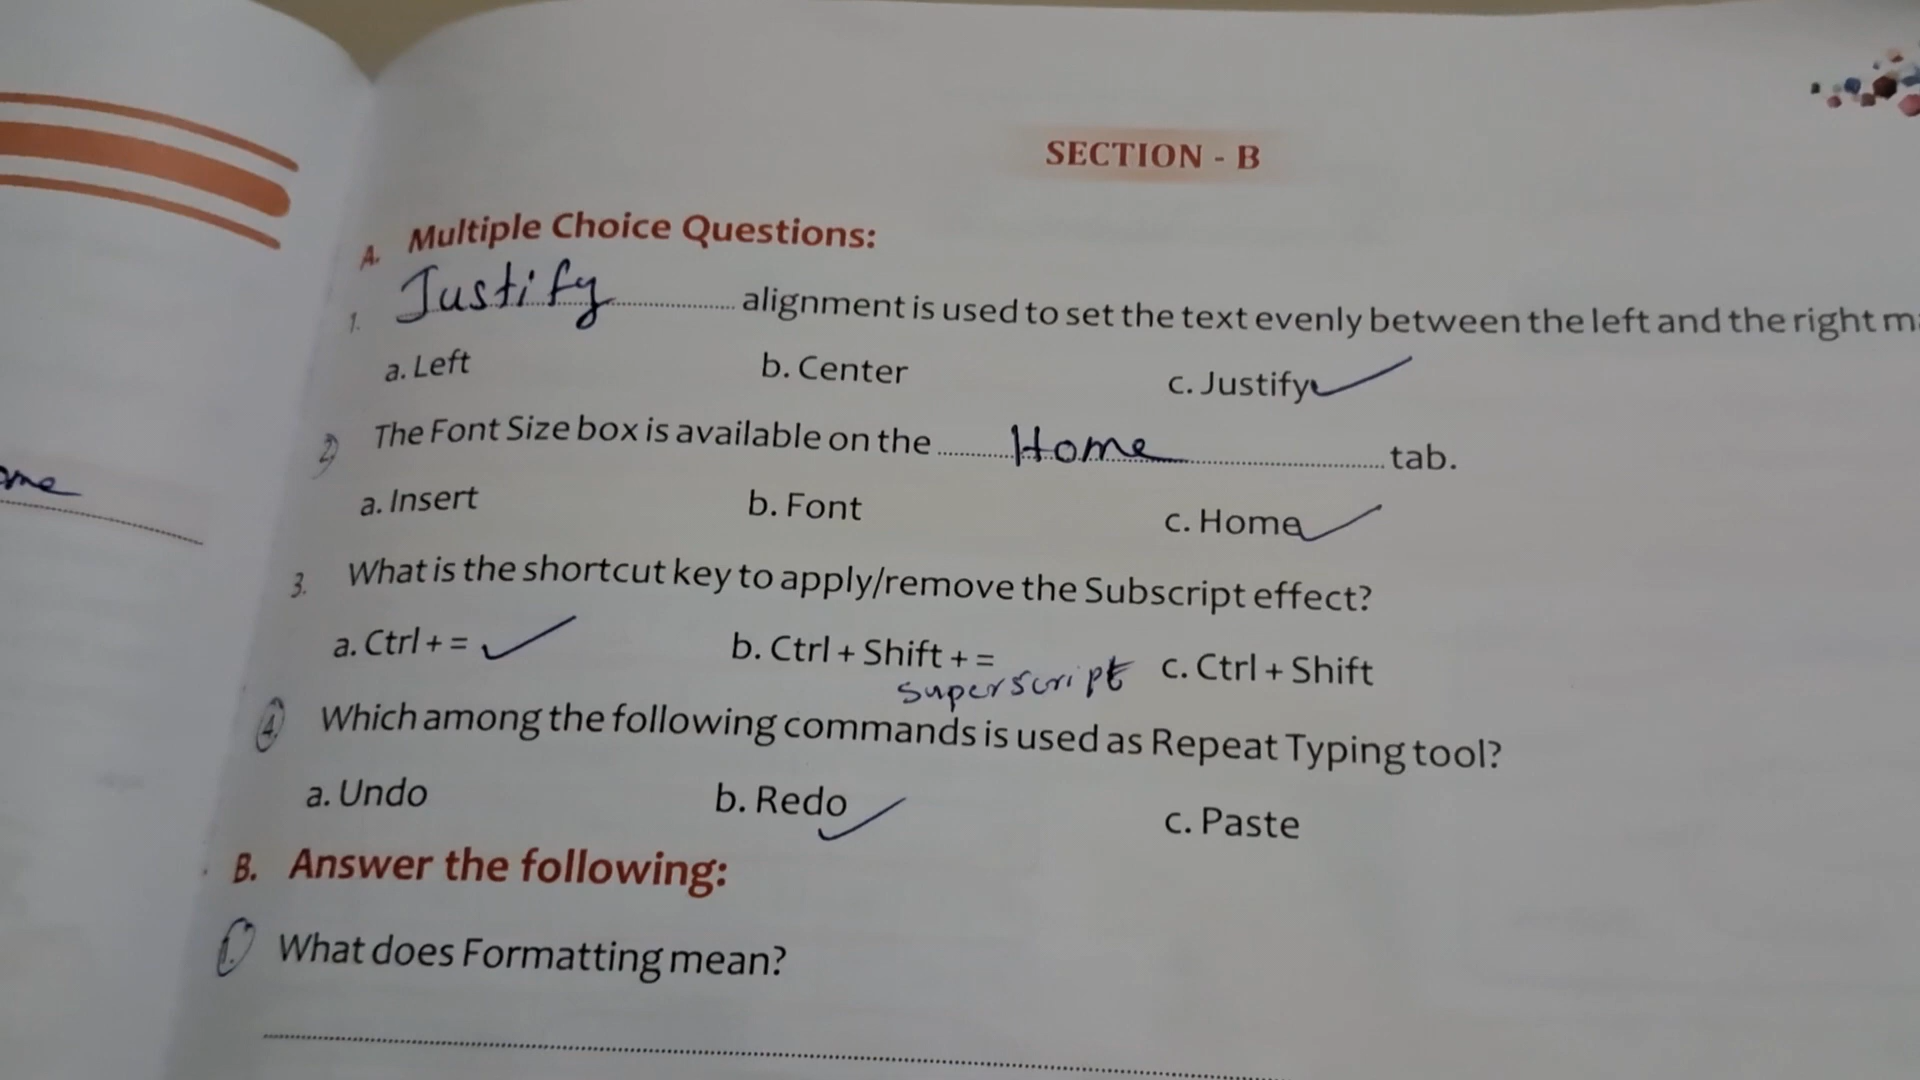 SECTION - B
A. Multiple Choice Questions:
1. Justify alignment is used to set the text evenly between the left and the right
a. Left b. Center c. Justify
2. The Font Size box is available on the Home tab.
a. Insert b. Font c. Home
3. What is the shortcut key to apply/remove the Subscript effect?
a. Ctrl + = b. Ctrl + Shift + = c. Ctrl + Shift
superscript
4. Which among the following commands is used as Repeat Typing tool?
a. Undo b. Redo c. Paste
B. Answer the following:
1. What does Formatting mean?